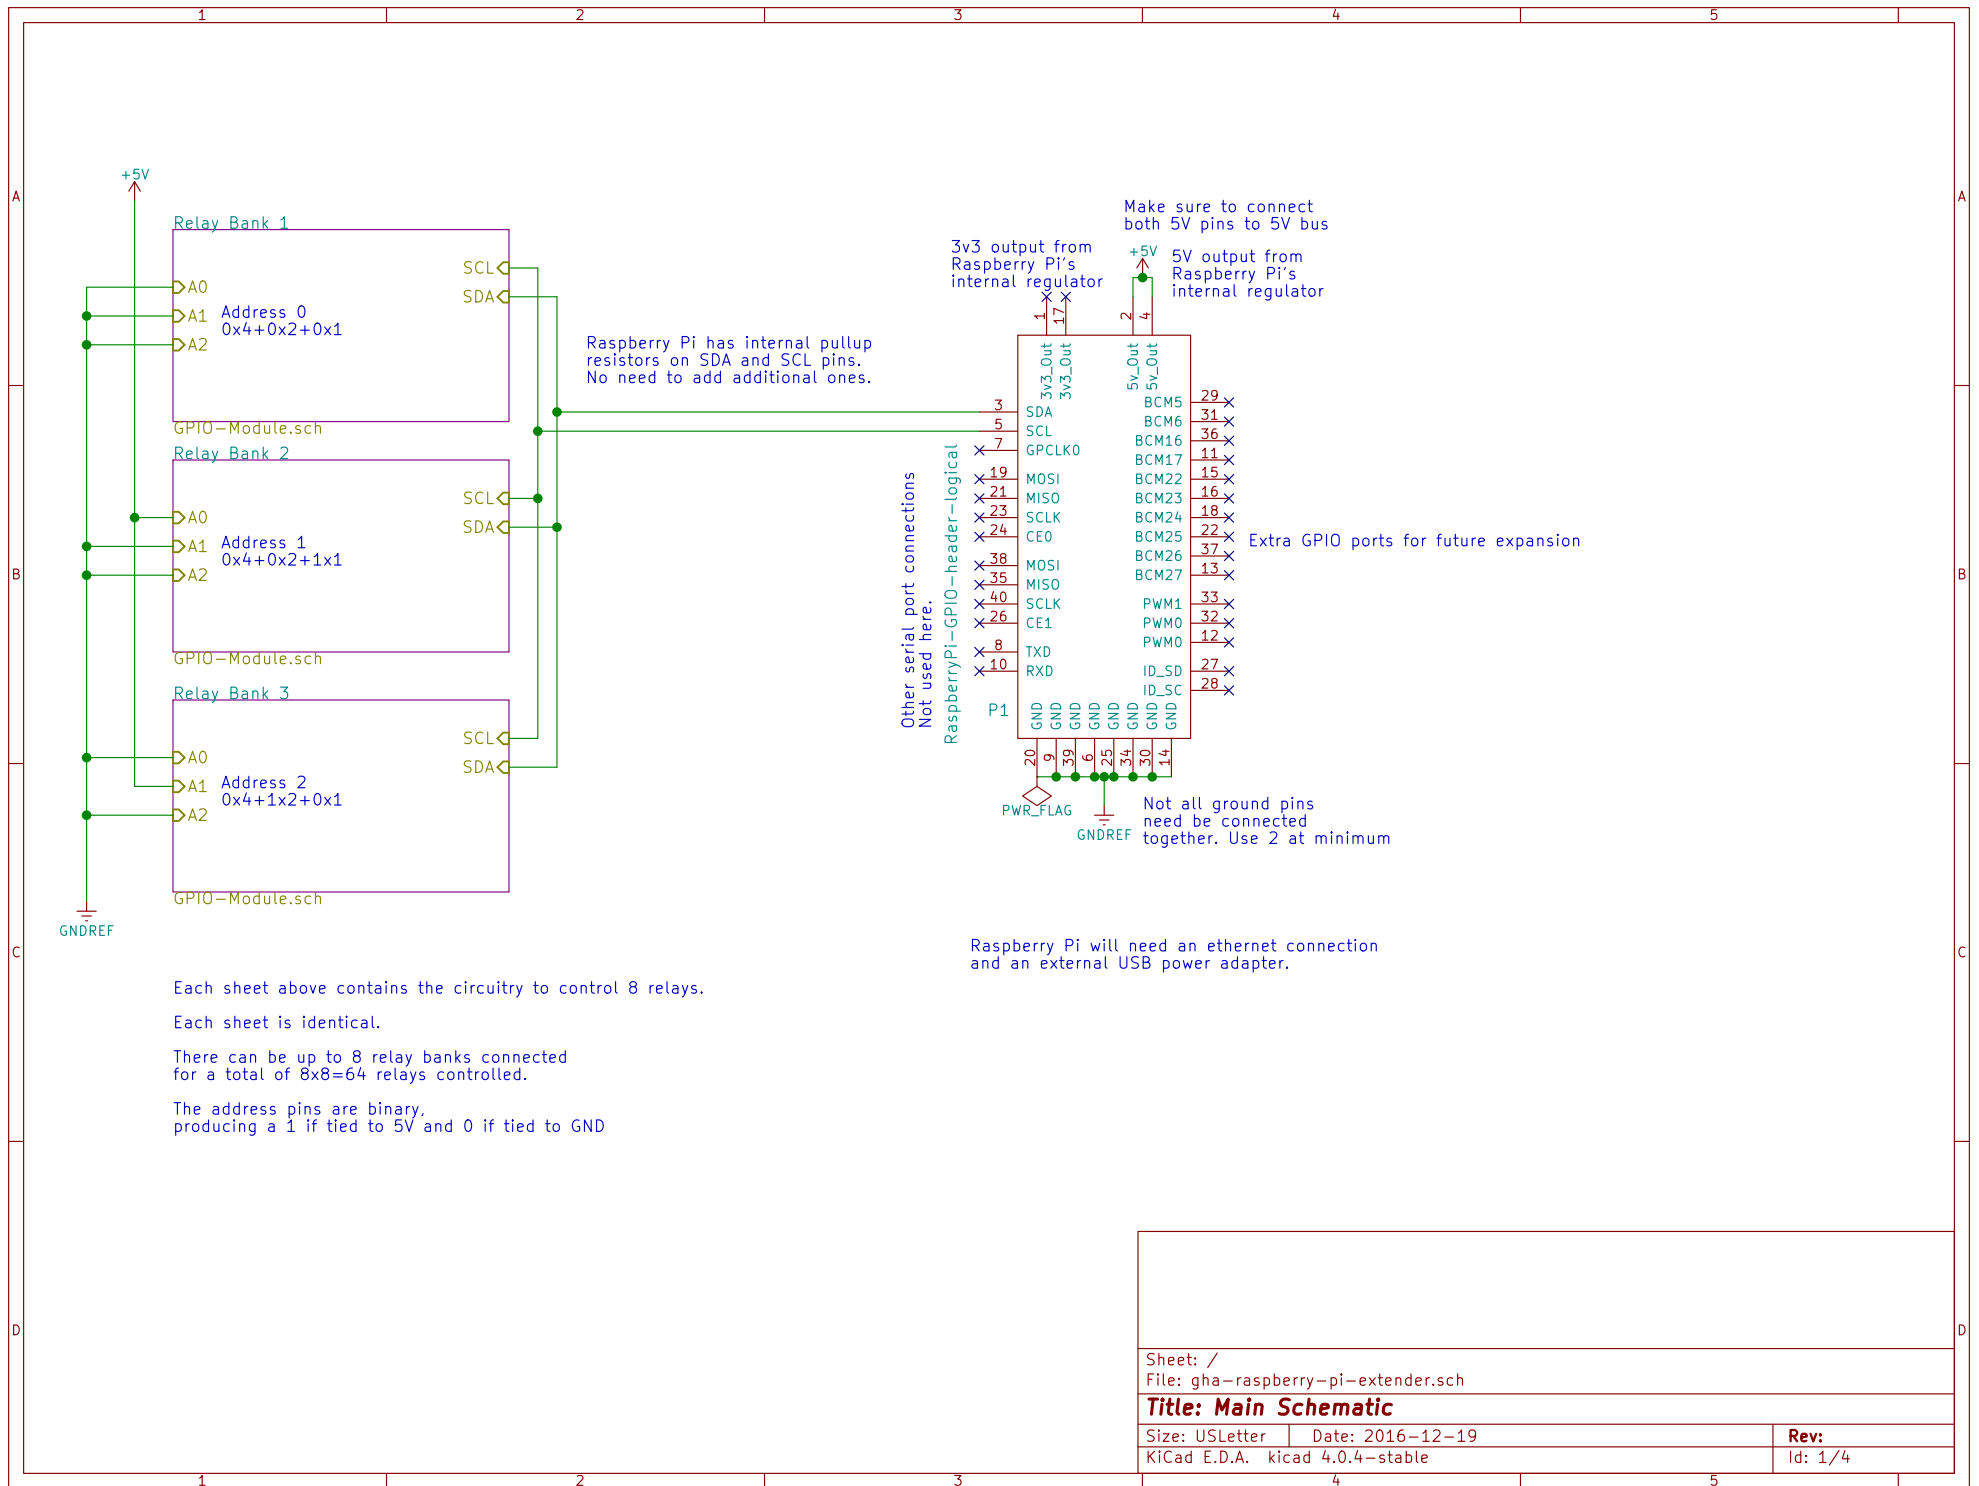 1 2 3 4 5
A
A
B
B
C
C
D
D
+5V
Relay Bank 1
A0
A1
A2
Address 0
0x4+0x2+0x1
SCL
SDA
GPIO-Module.sch
Relay Bank 2
A0
A1
A2
Address 1
0x4+0x2+1x1
SCL
SDA
GPIO-Module.sch
Relay Bank 3
A0
A1
A2
Address 2
0x4+1x2+0x1
SCL
SDA
GPIO-Module.sch
GNDREF
Each sheet above contains the circuitry to control 8 relays.
Each sheet is identical.
There can be up to 8 relay banks connected
for a total of 8x8=64 relays controlled.
The address pins are binary,
producing a 1 if tied to 5V and 0 if tied to GND
Raspberry Pi has internal pullup
resistors on SDA and SCL pins.
No need to add additional ones.
3v3 output from
Raspberry Pi's
internal regulator
Make sure to connect
both 5V pins to 5V bus
+5V
5V output from
Raspberry Pi's
internal regulator
1 17 2 4
3v3_Out 3v3_Out 5v_Out 5v_Out
3 SDA
5 SCL
7 GPCLK0
19 MOSI
21 MISO
23 SCLK
24 CE0
38 MOSI
35 MISO
40 SCLK
26 CE1
8 TXD
10 RXD
BCM5 29
BCM6 31
BCM16 36
BCM17 11
BCM22 15
BCM23 16
BCM24 18
BCM25 22
BCM26 37
BCM27 13
PWM1 33
PWM0 32
PWM0 12
ID_SD 27
ID_SC 28
Extra GPIO ports for future expansion
Other serial port connections
Not used here.
RaspberryPi-GPIO-header-logical
P1
GND GND GND GND GND GND GND GND
20 9 39 6 25 34 30 14
PWR_FLAG
GNDREF
Not all ground pins
need be connected
together. Use 2 at minimum
Raspberry Pi will need an ethernet connection
and an external USB power adapter.
Sheet: /
File: gha-raspberry-pi-extender.sch
Title: Main Schematic
Size: USLetter Date: 2016-12-19 Rev:
KiCad E.D.A. kicad 4.0.4-stable Id: 1/4
1 2 3 4 5